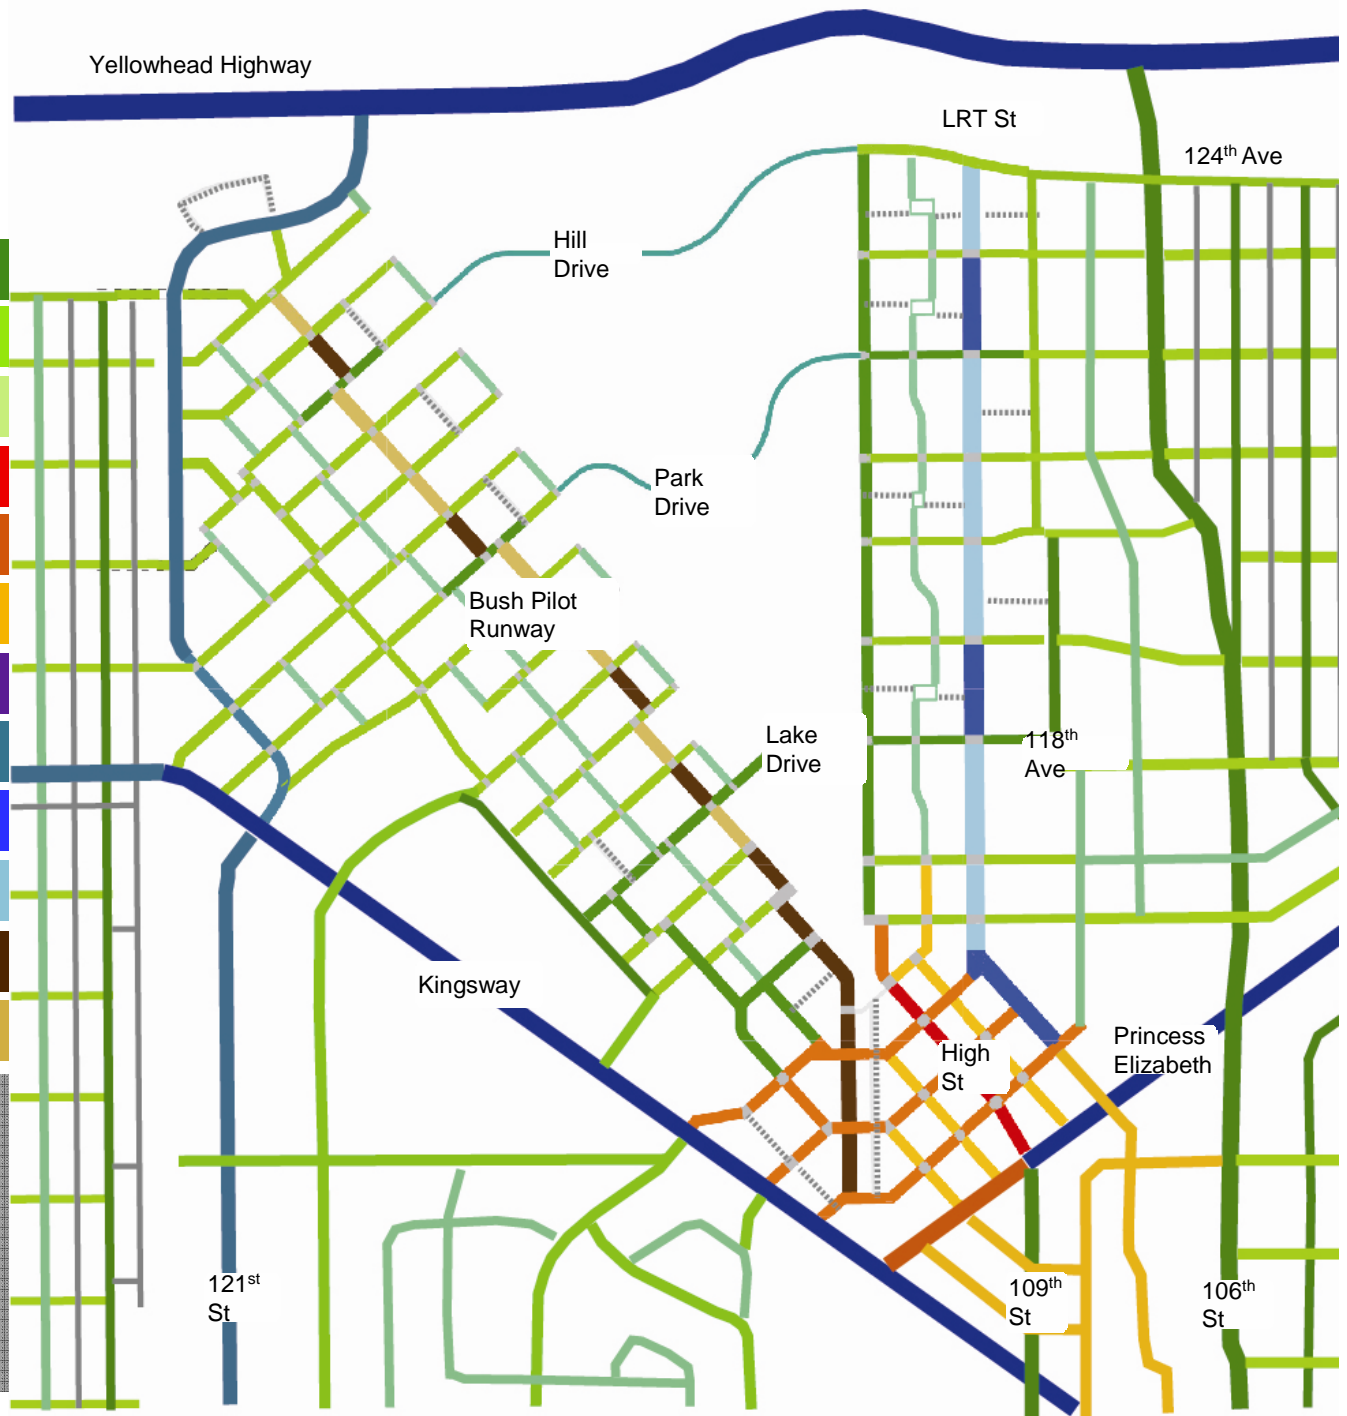 Yellowhead Highway
LRT St
124th Ave
Hill
Drive
Park
Drive
Bush Pilot
Runway
Lake
Drive
118th
Ave
Kingsway
High
St
Princess
Elizabeth
121st
St
109th
St
106th
St